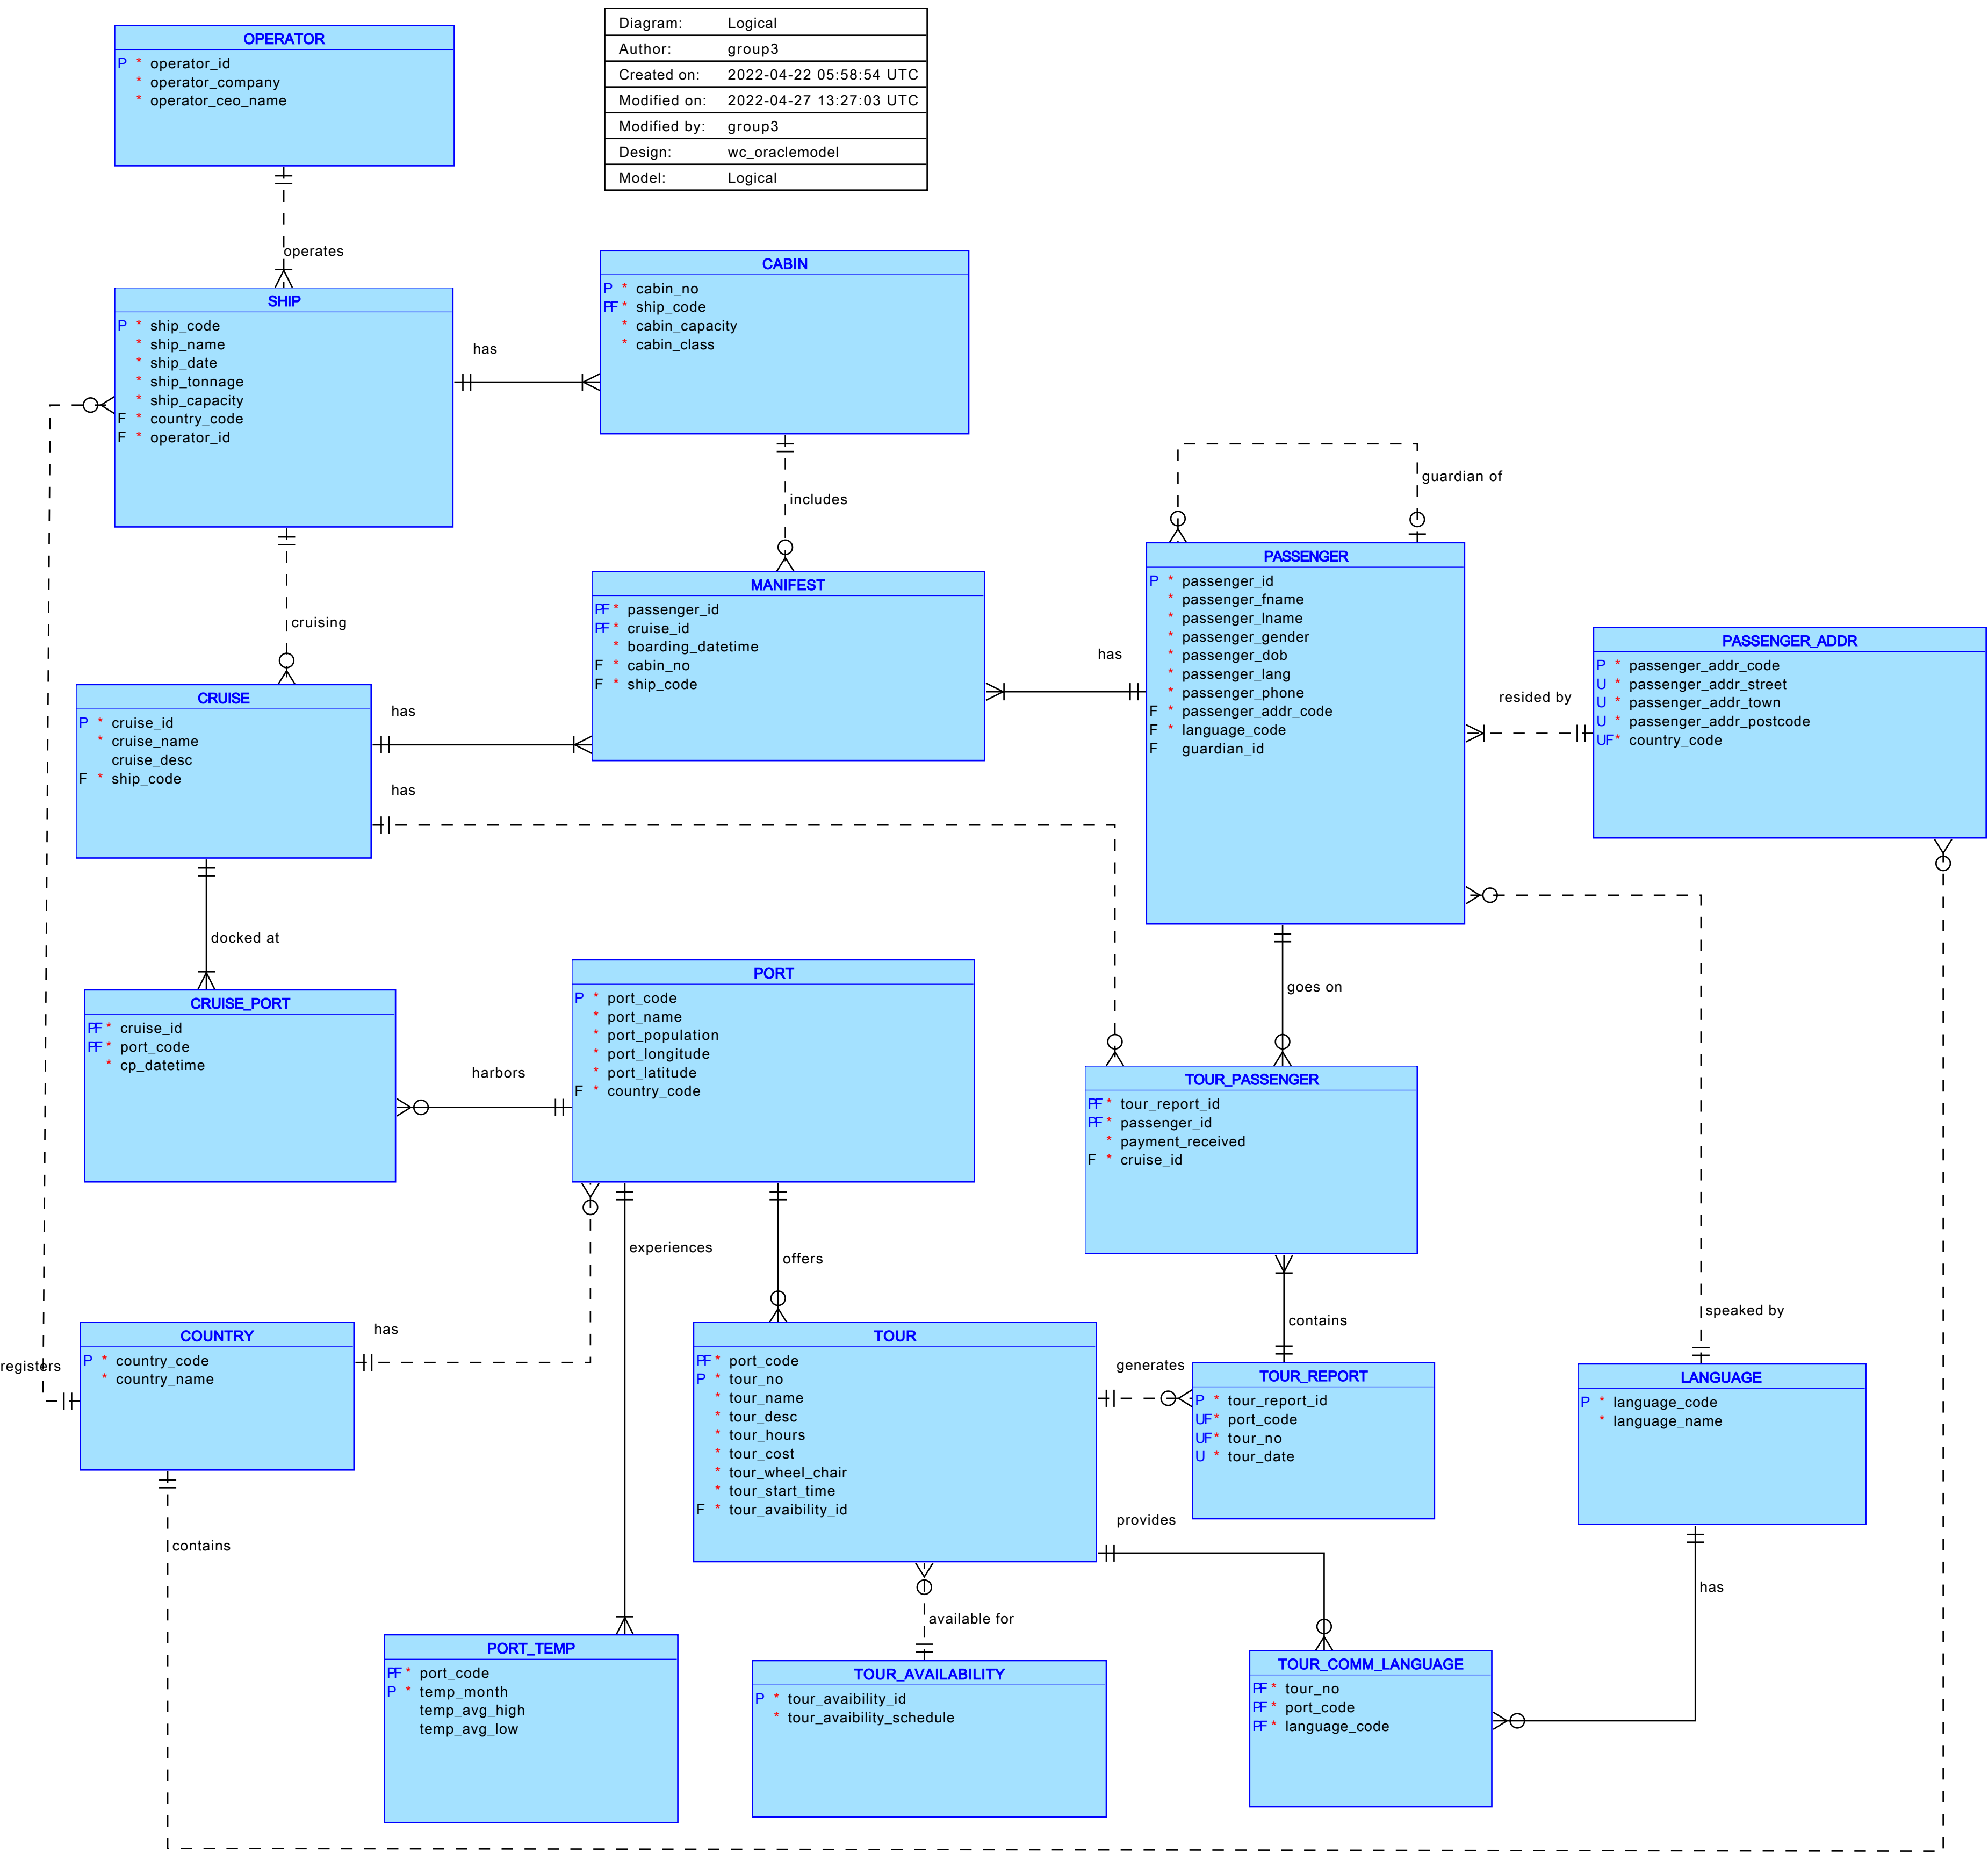 Diagram: Logical
Author: group3
Created on: 2022-04-22 05:58:54 UTC
Modified on: 2022-04-27 13:27:03 UTC
Modified by: group3
Design: wc_oraclemodel
Model: Logical
OPERATOR
P * operator_id
* operator_company
* operator_ceo_name
operates
SHIP
P * ship_code
* ship_name
* ship_date
* ship_tonnage
* ship_capacity
F * country_code
F * operator_id
has
CABIN
P * cabin_no
PF * ship_code
* cabin_capacity
* cabin_class
includes
guardian of
cruising
MANIFEST
PF * passenger_id
PF * cruise_id
* boarding_datetime
F * cabin_no
F * ship_code
has
PASSENGER
P * passenger_id
* passenger_fname
* passenger_lname
* passenger_gender
* passenger_dob
* passenger_lang
* passenger_phone
F * passenger_addr_code
F * language_code
F guardian_id
resided by
PASSENGER_ADDR
P * passenger_addr_code
U * passenger_addr_street
U * passenger_addr_town
U * passenger_addr_postcode
UF * country_code
CRUISE
P * cruise_id
* cruise_name
cruise_desc
F * ship_code
has
has
docked at
goes on
CRUISE_PORT
PF * cruise_id
PF * port_code
* cp_datetime
harbors
PORT
P * port_code
* port_name
* port_population
* port_longitude
* port_latitude
F * country_code
TOUR_PASSENGER
PF * tour_report_id
PF * passenger_id
* payment_received
F * cruise_id
experiences
offers
contains
speaked by
registers
COUNTRY
P * country_code
* country_name
has
TOUR
PF * port_code
P * tour_no
* tour_name
* tour_desc
* tour_hours
* tour_cost
* tour_wheel_chair
* tour_start_time
F * tour_avaibility_id
generates
TOUR_REPORT
P * tour_report_id
UF * port_code
UF * tour_no
U * tour_date
LANGUAGE
P * language_code
* language_name
provides
contains
has
available for
PORT_TEMP
PF * port_code
P * temp_month
temp_avg_high
temp_avg_low
TOUR_AVAILABILITY
P * tour_avaibility_id
* tour_avaibility_schedule
TOUR_COMM_LANGUAGE
PF * tour_no
PF * port_code
PF * language_code